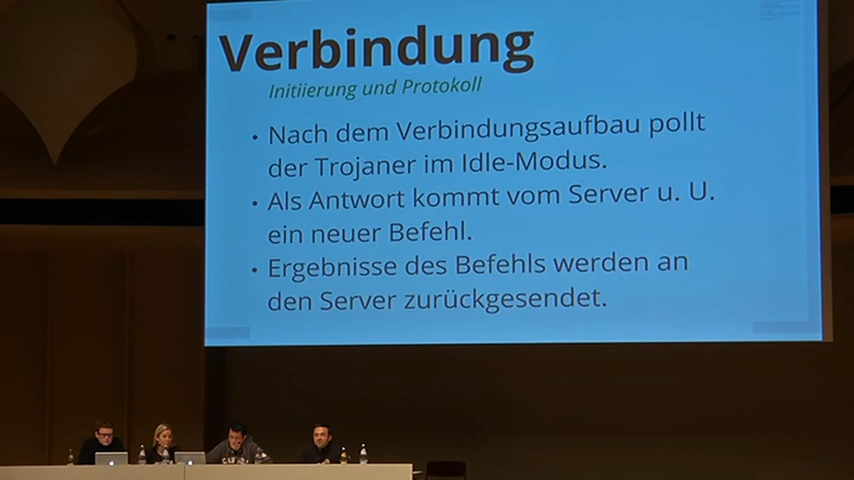 Verbindung
Initiierung und Protokoll
• Nach dem Verbindungsaufbau pollt
der Trojaner im Idle-Modus.
• Als Antwort kommt vom Server u. U.
ein neuer Befehl.
• Ergebnisse des Befehls werden an
den Server zurückgesendet.